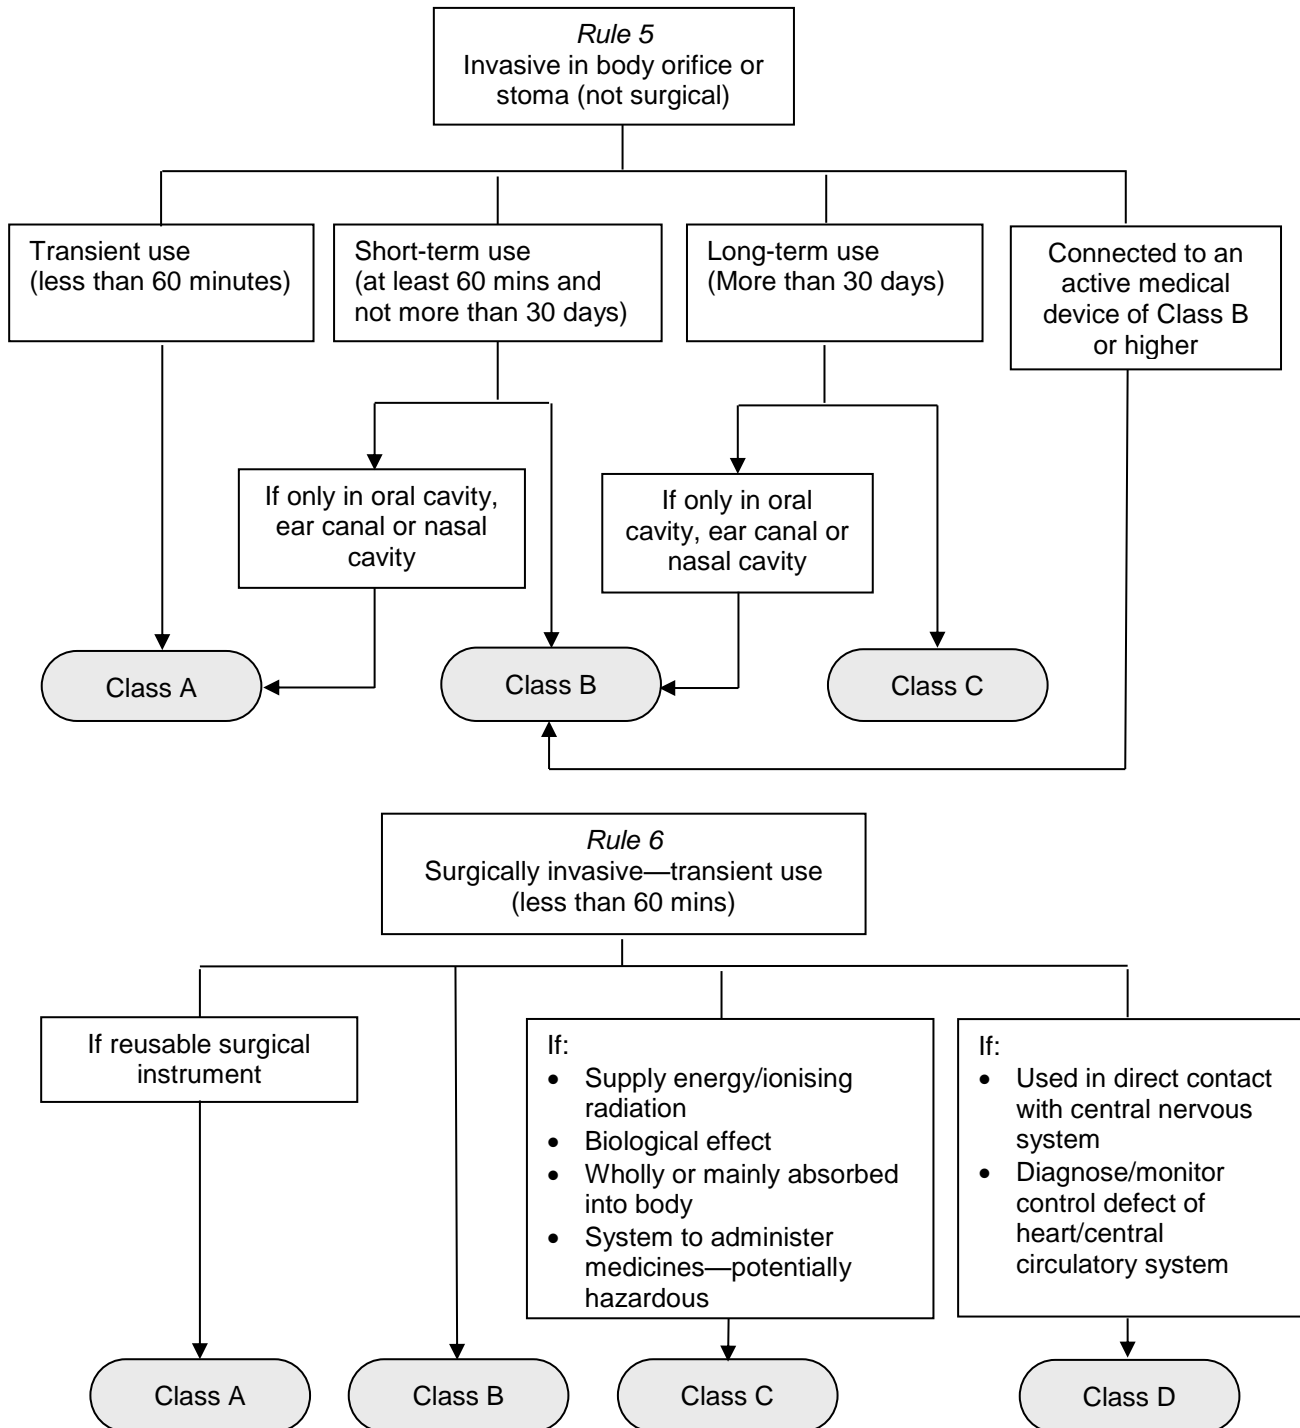 Rule 5
Invasive in body orifice or
stoma (not surgical)
Transient use
(less than 60 minutes)
Short-term use
(at least 60 mins and
not more than 30 days)
Long-term use
(More than 30 days)
Connected to an
active medical
device of Class B
or higher
If only in oral cavity,
ear canal or nasal
cavity
If only in oral
cavity, ear canal or
nasal cavity
Class A
Class B
Class C
Rule 6
Surgically invasive—transient use
(less than 60 mins)
If reusable surgical
instrument
If:
• Supply energy/ionising
radiation
• Biological effect
• Wholly or mainly absorbed
into body
• System to administer
medicines—potentially
hazardous
If:
• Used in direct contact
with central nervous
system
• Diagnose/monitor
control defect of
heart/central
circulatory system
Class A
Class B
Class C
Class D